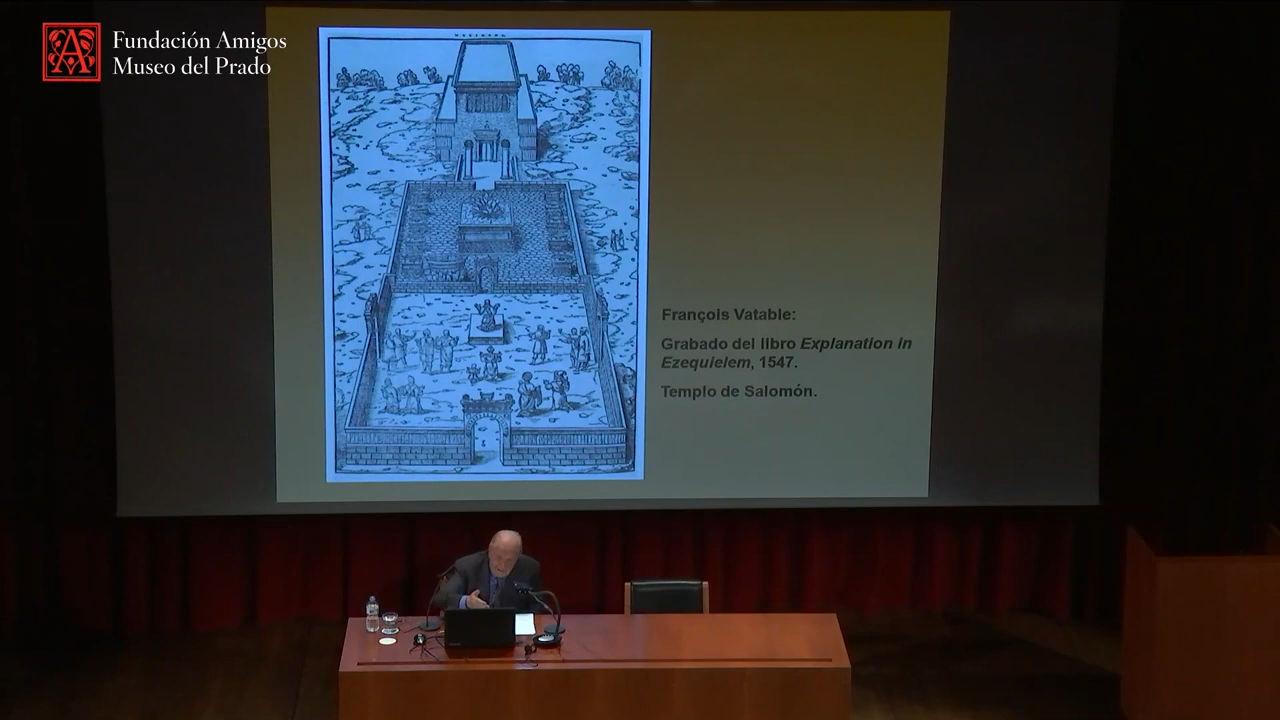 Fundación Amigos
Museo del Prado
François Vatable:
Grabado del libro Explanation in
Ezequielem, 1547.
Templo de Salomón.